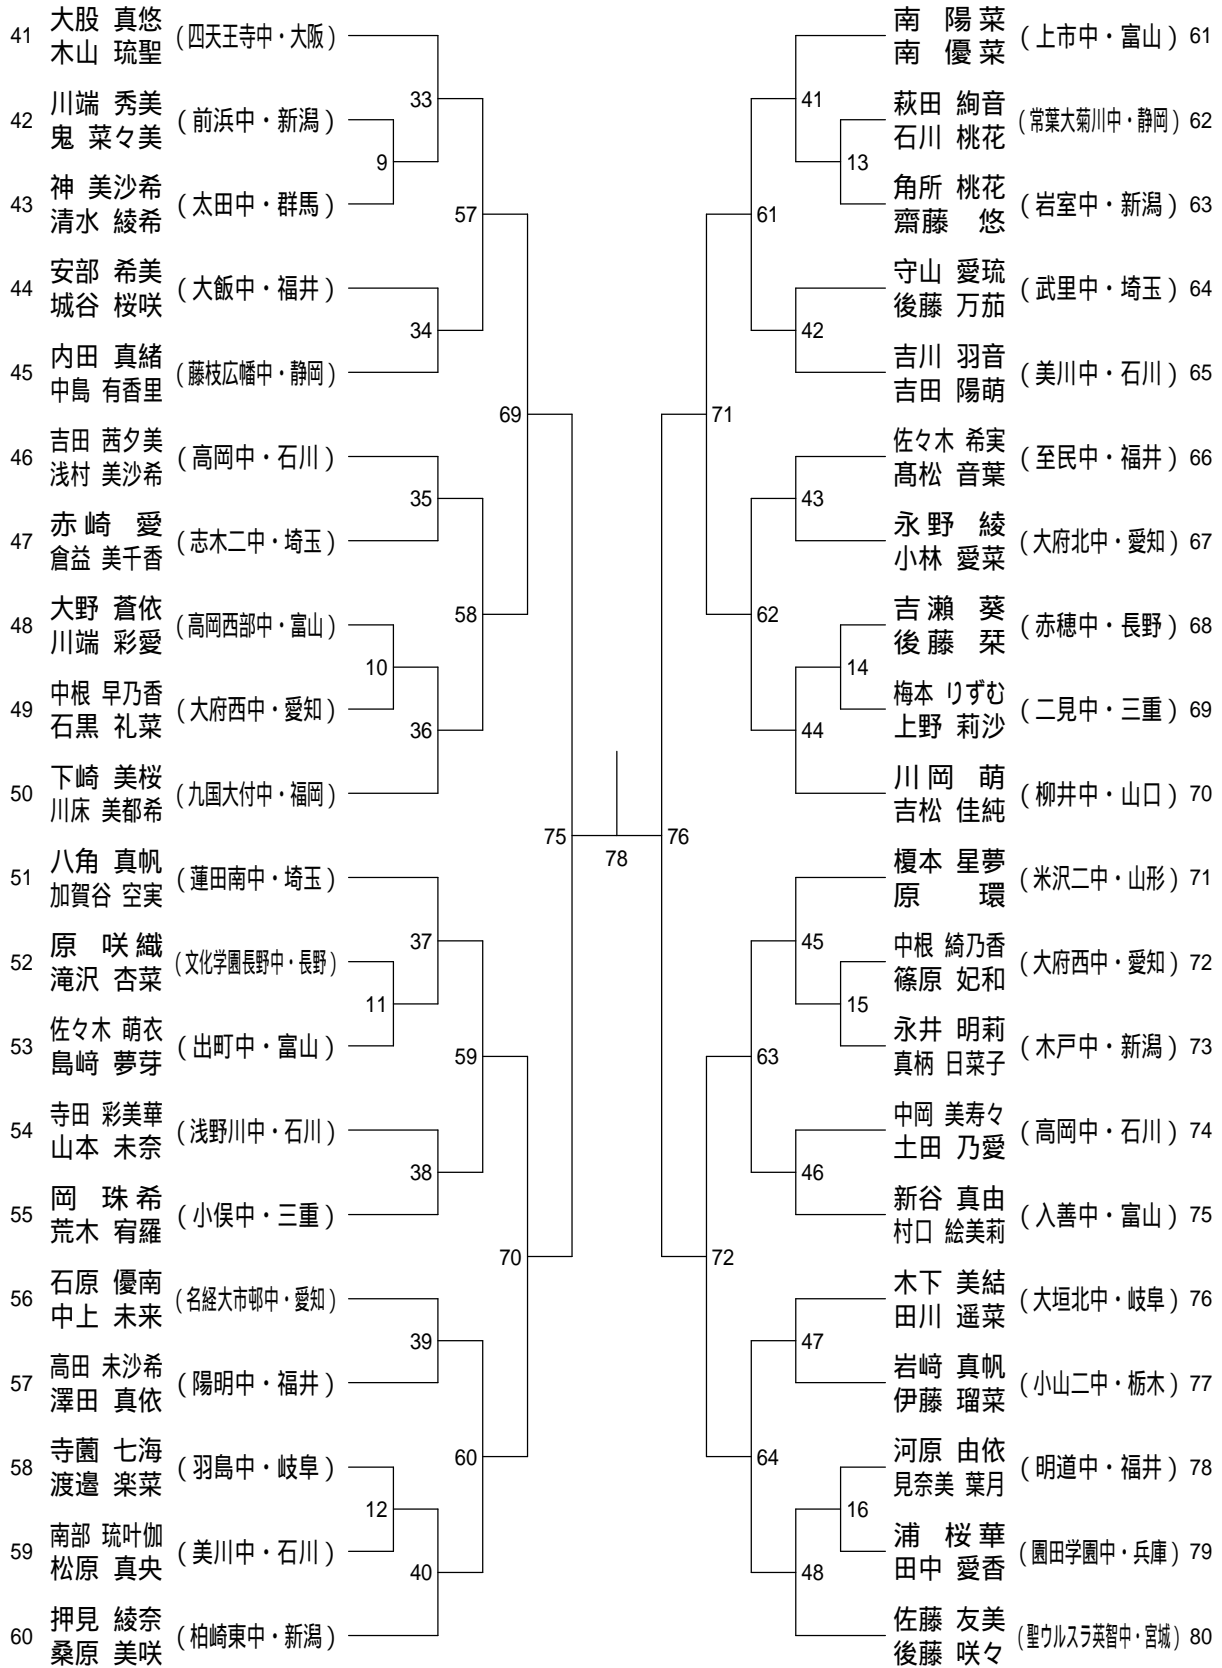 41 大股 真悠 (四天王寺中・大阪)
木山 琉聖
42 川端 秀美 (前浜中・新潟)
鬼 菜々美
43 神 美沙希 (太田中・群馬)
清水 綾希
44 安部 希美 (大飯中・福井)
城谷 桜咲
45 内田 真緒 (藤枝広幡中・静岡)
中島 有香里
46 吉田 茜夕美 (高岡中・石川)
浅村 美沙希
47 赤崎 愛 (志木二中・埼玉)
倉益 美千香
48 大野 蒼依 (高岡西部中・富山)
川端 彩愛
49 中根 早乃香 (大府西中・愛知)
石黒 礼菜
50 下崎 美桜 (九国大付中・福岡)
川床 美都希
51 八角 真帆 (蓮田南中・埼玉)
加賀谷 空実
52 原 咲織 (文化学園長野中・長野)
滝沢 杏菜
53 佐々木 萌衣 (出町中・富山)
島﨑 夢芽
54 寺田 彩美華 (浅野川中・石川)
山本 未奈
55 岡 珠希 (小俣中・三重)
荒木 宥羅
56 石原 優南 (名経大市邨中・愛知)
中上 未来
57 高田 未沙希 (陽明中・福井)
澤田 真依
58 寺薗 七海 (羽島中・岐阜)
渡邉 楽菜
59 南部 琉叶伽 (美川中・石川)
松原 真央
60 押見 綾奈 (柏崎東中・新潟)
桑原 美咲
33
9
57
34
69
35
58
10
36
75
37
11
59
38
70
39
60
12
40
78
76
41
13
61
42
71
43
62
14
44
45
15
63
46
72
47
64
16
48
南 陽菜 (上市中・富山) 61
南 優菜
萩田 絢音 (常葉大菊川中・静岡) 62
石川 桃花
角所 桃花 (岩室中・新潟) 63
齋藤 悠
守山 愛琉 (武里中・埼玉) 64
後藤 万茄
吉川 羽音 (美川中・石川) 65
吉田 陽萌
佐々木 希実 (至民中・福井) 66
髙松 音葉
永野 綾 (大府北中・愛知) 67
小林 愛菜
吉瀬 葵 (赤穂中・長野) 68
後藤 栞
梅本 りずむ (二見中・三重) 69
上野 莉沙
川岡 萌 (柳井中・山口) 70
吉松 佳純
榎本 星夢 (米沢二中・山形) 71
原 環
中根 綺乃香 (大府西中・愛知) 72
篠原 妃和
永井 明莉 (木戸中・新潟) 73
真柄 日菜子
中岡 美寿々 (高岡中・石川) 74
土田 乃愛
新谷 真由 (入善中・富山) 75
村口 絵美莉
木下 美結 (大垣北中・岐阜) 76
田川 遥菜
岩﨑 真帆 (小山二中・栃木) 77
伊藤 瑠菜
河原 由依 (明道中・福井) 78
見奈美 葉月
浦 桜華 (園田学園中・兵庫) 79
田中 愛香
佐藤 友美 (聖ウルスラ英智中・宮城) 80
後藤 咲々